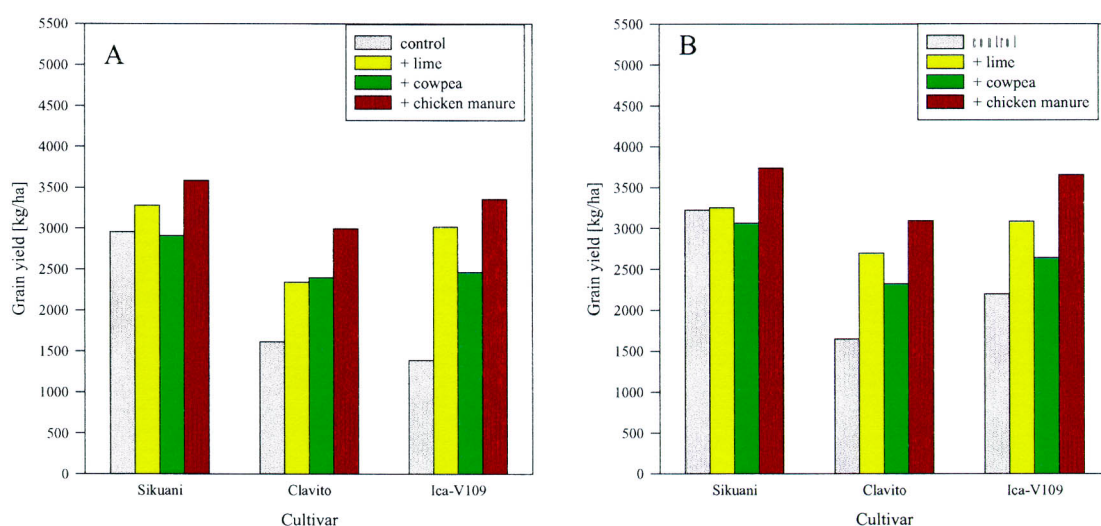 A
control
+ lime
+ cowpea
+ chicken manure
5500
5000
4500
4000
3500
3000
2500
2000
1500
1000
500
0
Grain yield [kg/ha]
Sikuani Clavito Ica-V109
Cultivar
B
control
+ lime
+ cowpea
+ chicken manure
5500
5000
4500
4000
3500
3000
2500
2000
1500
1000
500
0
Grain yield [kg/ha]
Sikuani Clavito Ica-V109
Cultivar